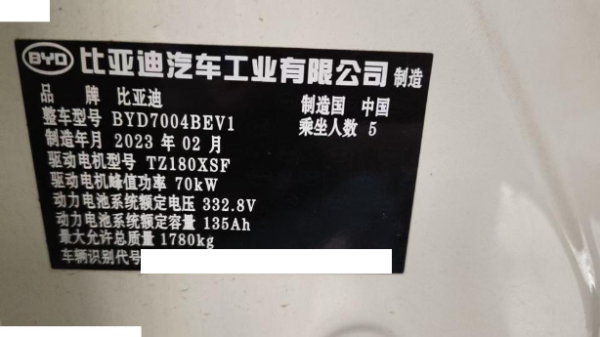 BYD 比亚迪汽车工业有限公司 制造
品 牌 比亚迪 制造国 中国
整车型号 BYD7004BEV1 乘坐人数 5
制造年月 2023 年 02 月
驱动电机型号 TZ180XSF
驱动电机峰值功率 70kW
动力电池系统额定电压 332.8V
动力电池系统额定容量 135Ah
最大允许总质量 1780kg
车辆识别代号